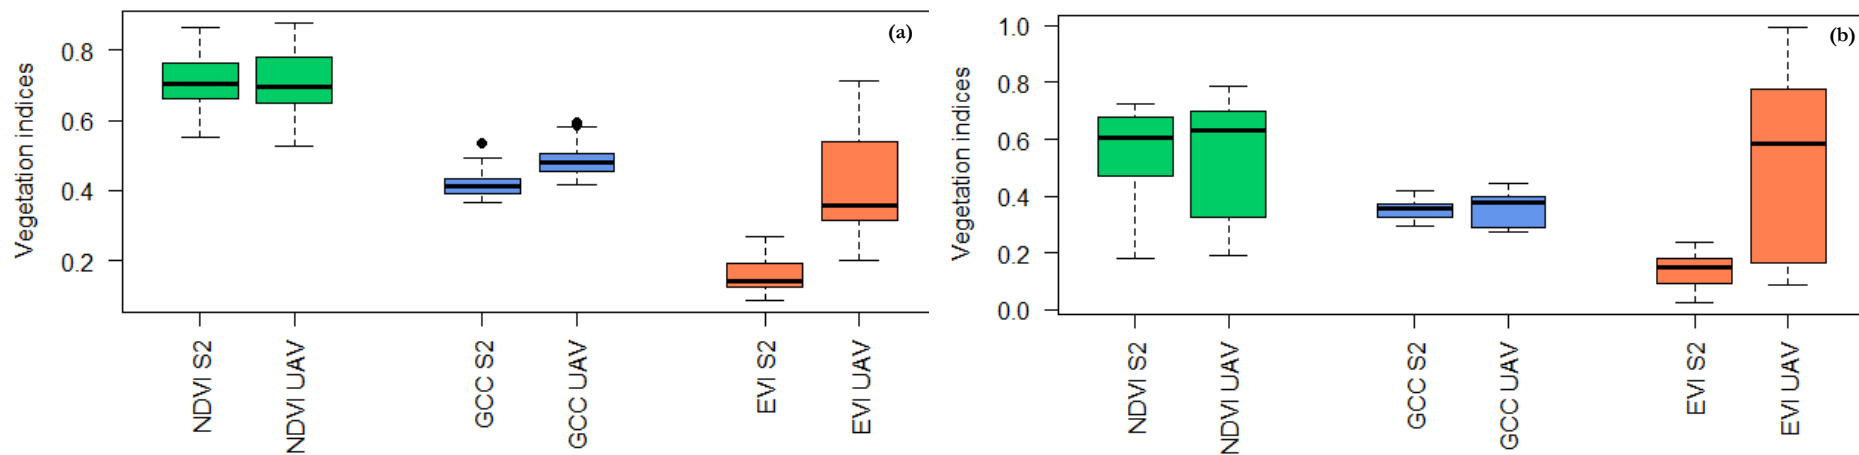 (a)
Vegetation indices
0.8
0.6
0.4
0.2
NDVI S2
NDVI UAV
GCC S2
GCC UAV
EVI S2
EVI UAV
(b)
Vegetation indices
1.0
0.8
0.6
0.4
0.2
0.0
NDVI S2
NDVI UAV
GCC S2
GCC UAV
EVI S2
EVI UAV